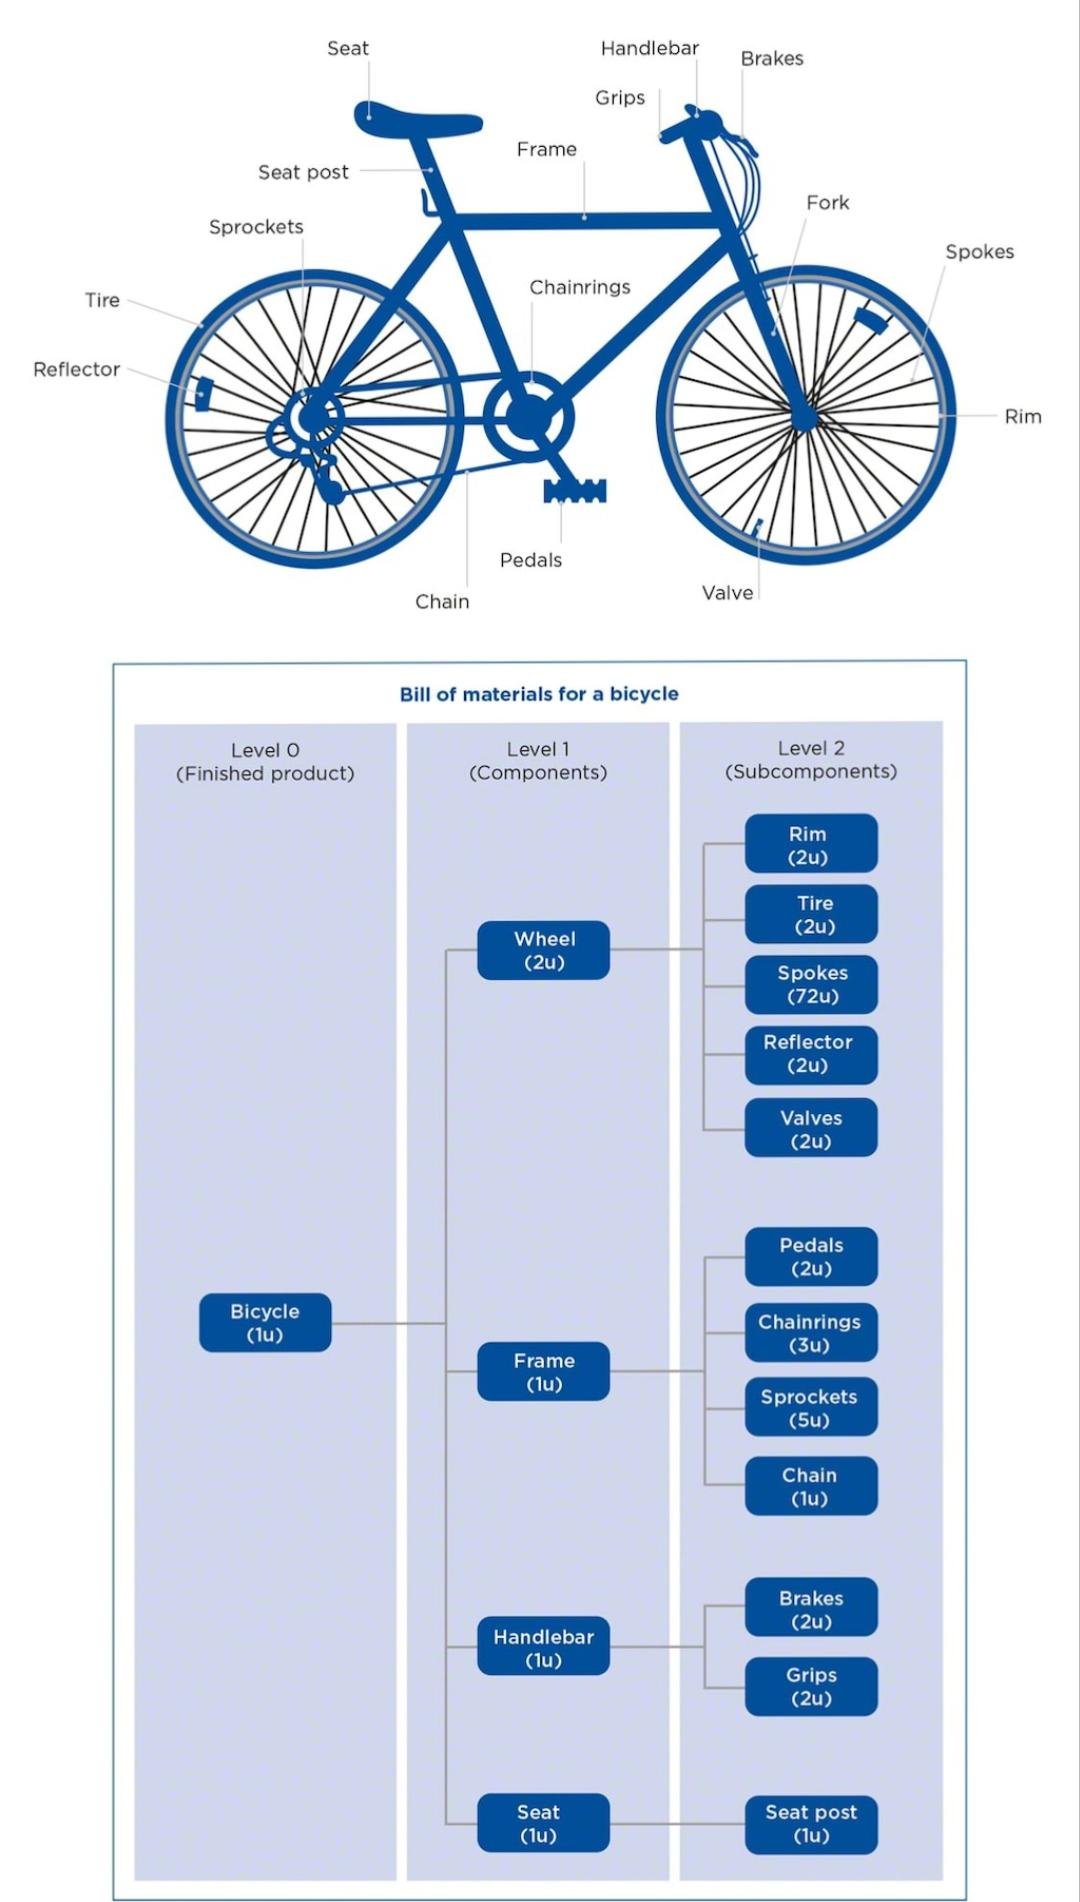 Seat
Handlebar
Brakes
Grips
Frame
Seat post
Fork
Sprockets
Spokes
Chainrings
Tire
Reflector
Rim
Pedals
Valve
Chain
Bill of materials for a bicycle
Level 0
(Finished product)
Level 1
(Components)
Level 2
(Subcomponents)
Rim
(2u)
Tire
(2u)
Wheel
(2u)
Spokes
(72u)
Reflector
(2u)
Valves
(2u)
Pedals
(2u)
Bicycle
(1u)
Chainrings
(3u)
Frame
(1u)
Sprockets
(5u)
Chain
(1u)
Brakes
(2u)
Handlebar
(1u)
Grips
(2u)
Seat
(1u)
Seat post
(1u)